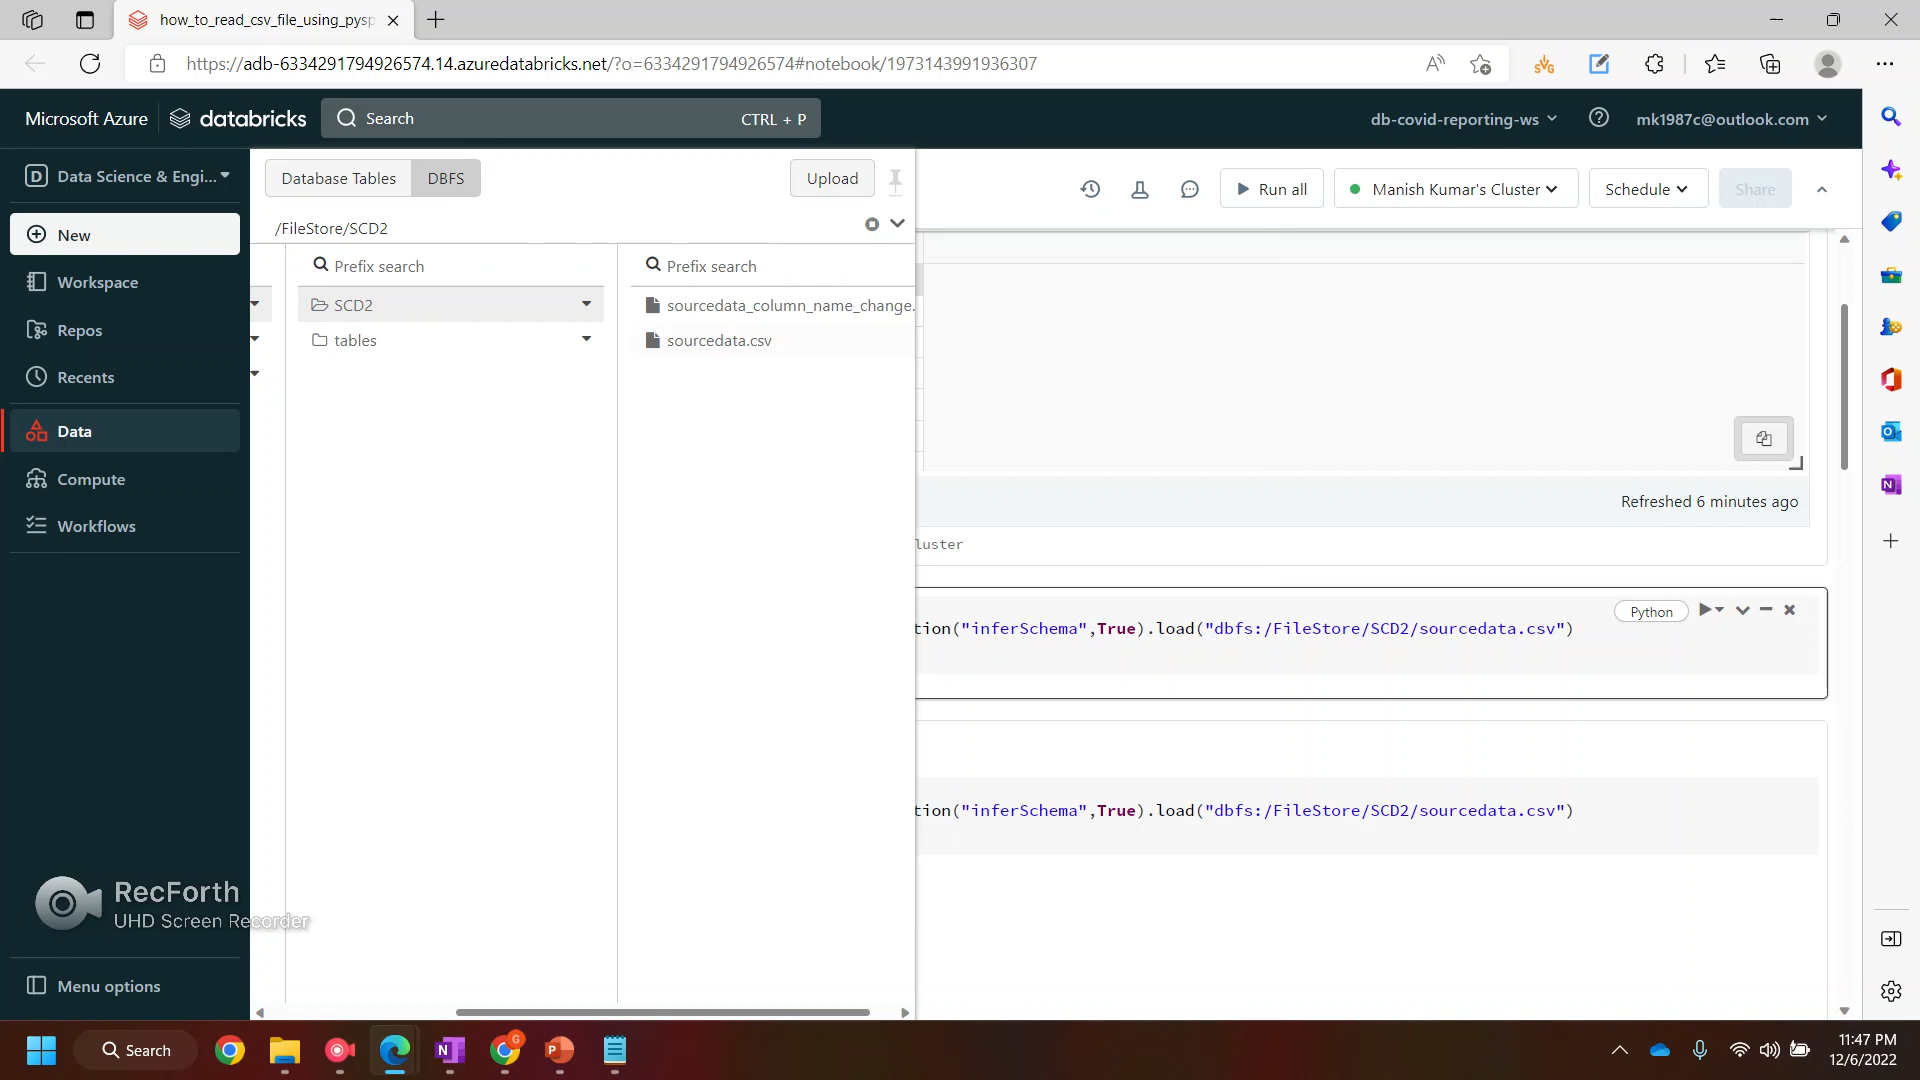 how_to_read_csv_file_using_pysp
https://adb-6334291794926574.14.azuredatabricks.net/?o=6334291794926574#notebook/1973143991936307
Microsoft Azure
databricks
Search
CTRL + P
db-covid-reporting-ws
mk1987c@outlook.com
D Data Science & Engi...
Database Tables
DBFS
Upload
Run all
Manish Kumar's Cluster
Schedule
Share
/FileStore/SCD2
New
Workspace
Repos
Recents
Data
Compute
Workflows
Prefix search
Prefix search
SCD2
sourcedata_column_name_change.
tables
sourcedata.csv
Refreshed 6 minutes ago
luster
Python
tion("inferSchema",True).load("dbfs:/FileStore/SCD2/sourcedata.csv")
tion("inferSchema",True).load("dbfs:/FileStore/SCD2/sourcedata.csv")
RecForth
UHD Screen Recorder
Menu options
Search
11:47 PM
12/6/2022